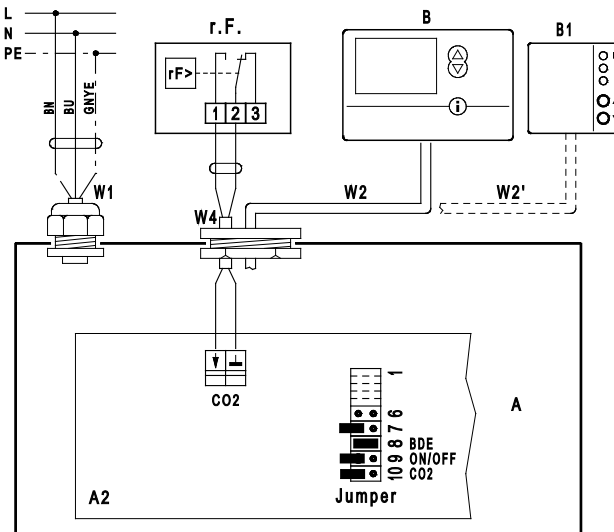 L
N
PE
BN
BU
GNYE
r.F.
rF>
1 2 3
B
i
B1
W1
W4
W2
W2'
CO2
A
A2
1
6
7
8 BDE
9 ON/OFF
10 CO2
Jumper